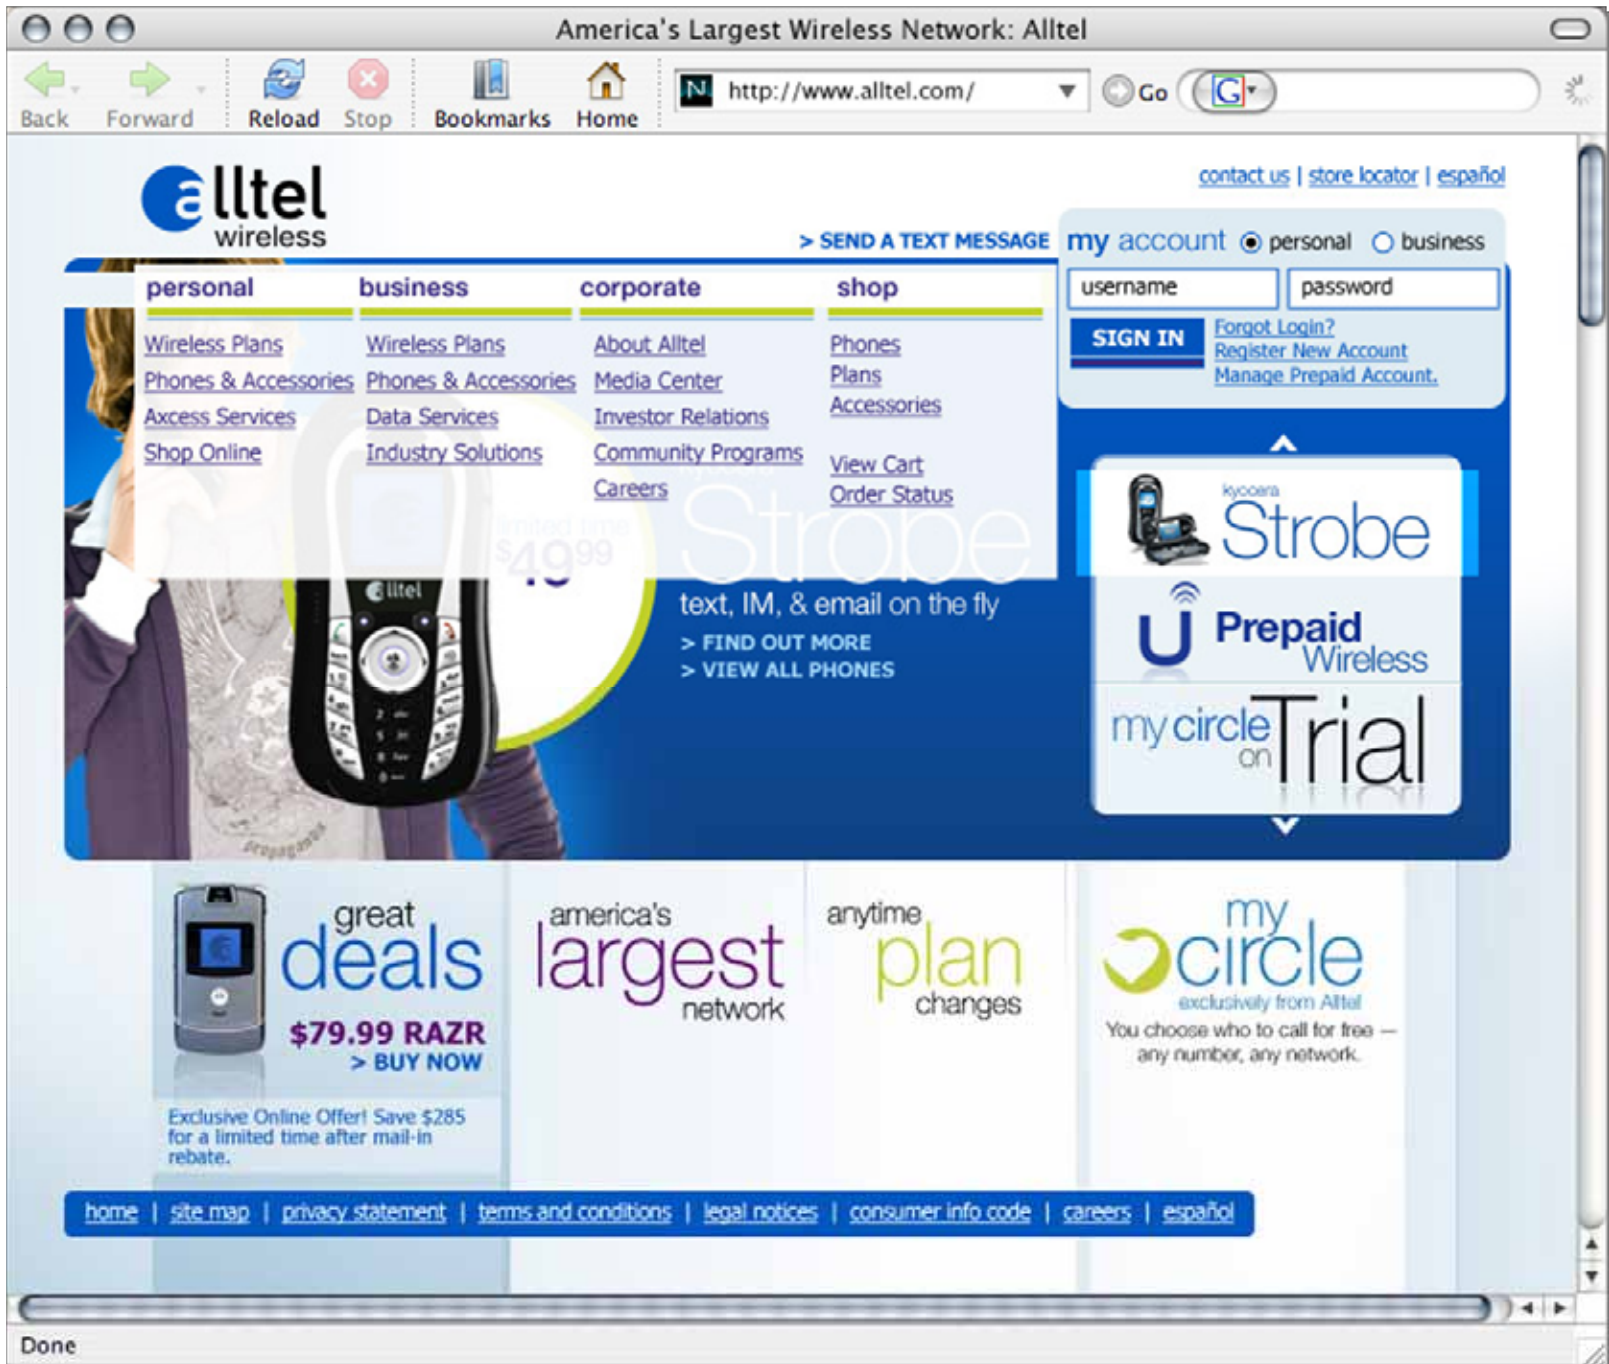 America's Largest Wireless Network: Alltel
Back Forward Reload Stop Bookmarks Home
N http://www.alltel.com/ Go G
alltel
wireless
contact us | store locator | español
> SEND A TEXT MESSAGE
my account personal business
username password
SIGN IN
Forgot Login?
Register New Account
Manage Prepaid Account.
personal business corporate shop
Wireless Plans
Phones & Accessories
Axcess Services
Shop Online
Wireless Plans
Phones & Accessories
Data Services
Industry Solutions
About Alltel
Media Center
Investor Relations
Community Programs
Careers
Phones
Plans
Accessories
View Cart
Order Status
limited time
$4999
alltel
kyocera
Strobe
text, IM, & email on the fly
> FIND OUT MORE
> VIEW ALL PHONES
kyocera
Strobe
U Prepaid
Wireless
my circle
on Trial
propaganda
great
deals
$79.99 RAZR
> BUY NOW
Exclusive Online Offer! Save $285
for a limited time after mail-in
rebate.
america's
largest
network
anytime
plan
changes
my
circle
exclusively from Alltel
You choose who to call for free —
any number, any network.
home | site map | privacy statement | terms and conditions | legal notices | consumer info code | careers | español
Done